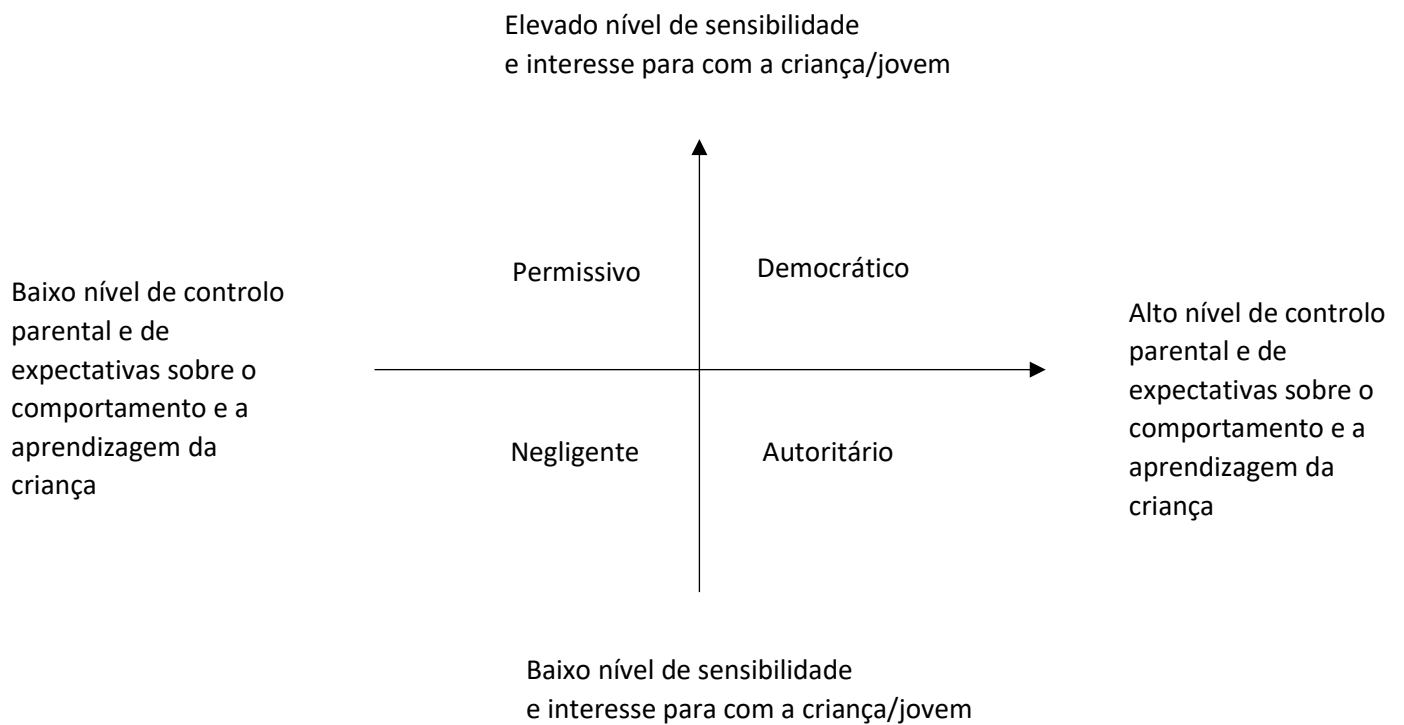 Elevado nível de sensibilidade
e interesse para com a criança/jovem
Permissivo
Democrático
Baixo nível de controlo
parental e de
expectativas sobre o
comportamento e a
aprendizagem da
criança
Alto nível de controlo
parental e de
expectativas sobre o
comportamento e a
aprendizagem da
criança
Negligente
Autoritário
Baixo nível de sensibilidade
e interesse para com a criança/jovem